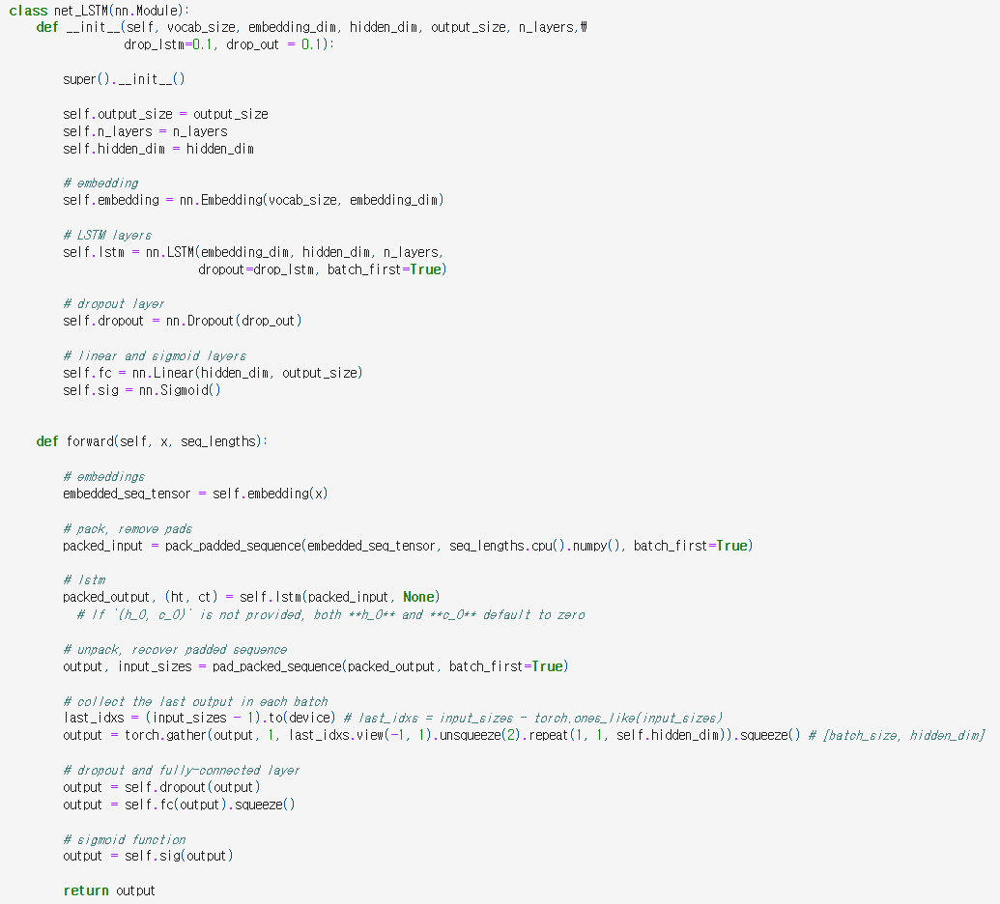 class net_LSTM(nn.Module):
    def __init__(self, vocab_size, embedding_dim, hidden_dim, output_size, n_layers,₩
                 drop_lstm=0.1, drop_out = 0.1):

        super().__init__()

        self.output_size = output_size
        self.n_layers = n_layers
        self.hidden_dim = hidden_dim

        # embedding
        self.embedding = nn.Embedding(vocab_size, embedding_dim)

        # LSTM layers
        self.lstm = nn.LSTM(embedding_dim, hidden_dim, n_layers,
                            dropout=drop_lstm, batch_first=True)

        # dropout layer
        self.dropout = nn.Dropout(drop_out)

        # linear and sigmoid layers
        self.fc = nn.Linear(hidden_dim, output_size)
        self.sig = nn.Sigmoid()


    def forward(self, x, seq_lengths):

        # embeddings
        embedded_seq_tensor = self.embedding(x)

        # pack, remove pads
        packed_input = pack_padded_sequence(embedded_seq_tensor, seq_lengths.cpu().numpy(), batch_first=True)

        # lstm
        packed_output, (ht, ct) = self.lstm(packed_input, None)
          # If `(h_0, c_0)` is not provided, both **h_0** and **c_0** default to zero

        # unpack, recover padded sequence
        output, input_sizes = pad_packed_sequence(packed_output, batch_first=True)

        # collect the last output in each batch
        last_idxs = (input_sizes - 1).to(device) # last_idxs = input_sizes - torch.ones_like(input_sizes)
        output = torch.gather(output, 1, last_idxs.view(-1, 1).unsqueeze(2).repeat(1, 1, self.hidden_dim)).squeeze() # [batch_size, hidden_dim]

        # dropout and fully-connected layer
        output = self.dropout(output)
        output = self.fc(output).squeeze()

        # sigmoid function
        output = self.sig(output)

        return output